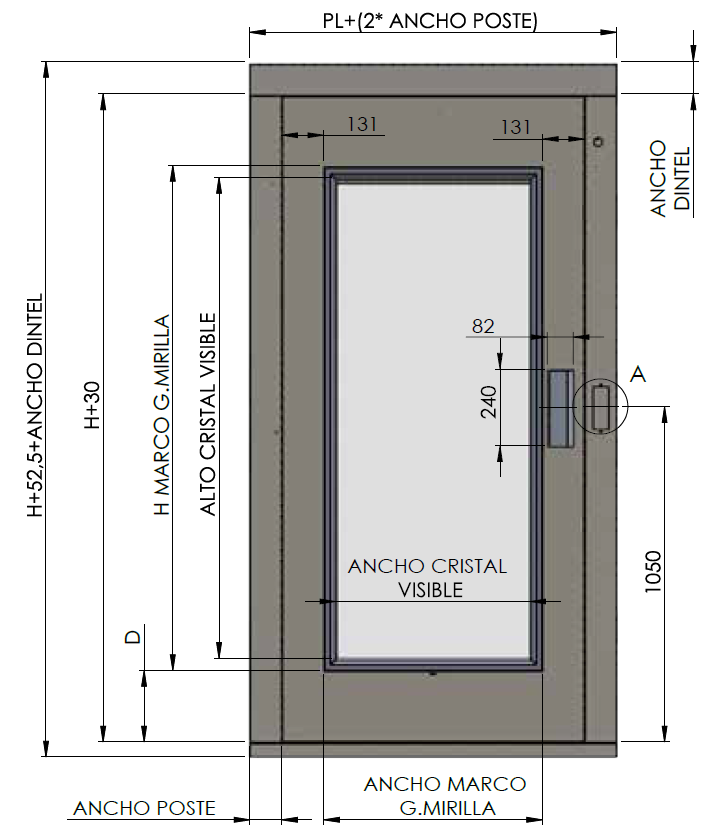 PL+(2* ANCHO POSTE)
131
131
ANCHO
DINTEL
H+52,5+ANCHO DINTEL
H+30
H MARCO G.MIRILLA
ALTO CRISTAL VISIBLE
82
240
A
1050
ANCHO CRISTAL
VISIBLE
D
ANCHO POSTE
ANCHO MARCO
G.MIRILLA